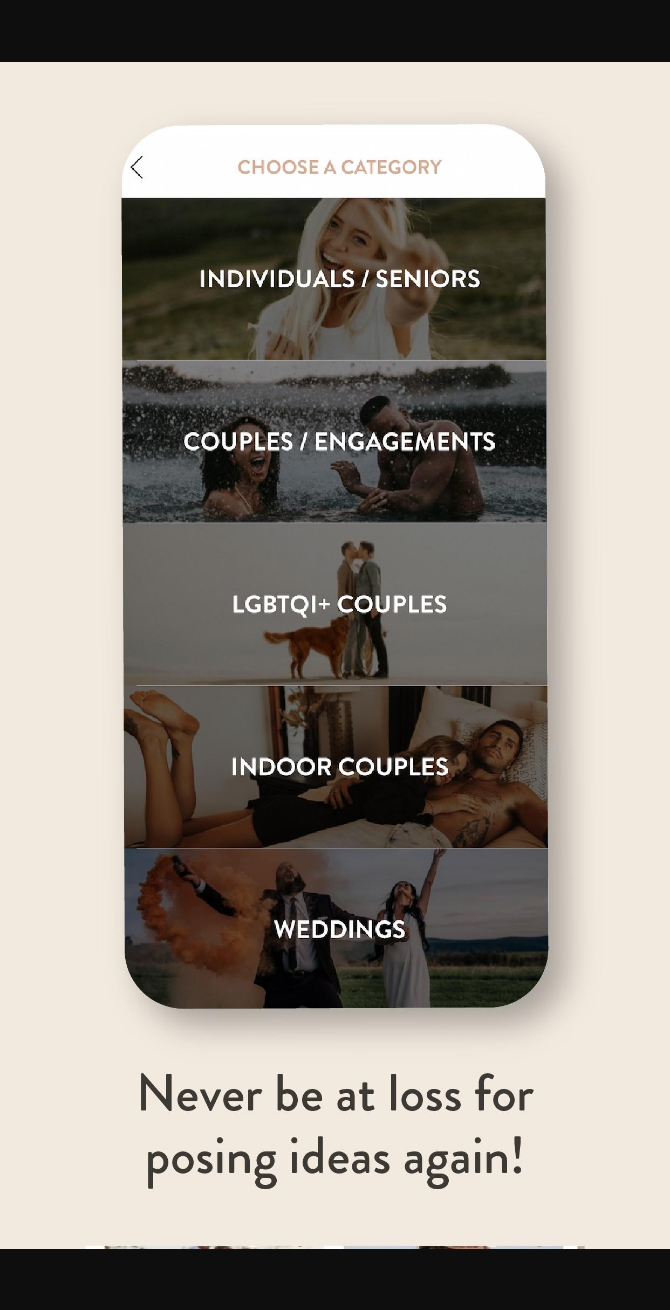 CHOOSE A CATEGORY
INDIVIDUALS / SENIORS
COUPLES / ENGAGEMENTS
LGBTQI+ COUPLES
INDOOR COUPLES
WEDDINGS
Never be at loss for
posing ideas again!